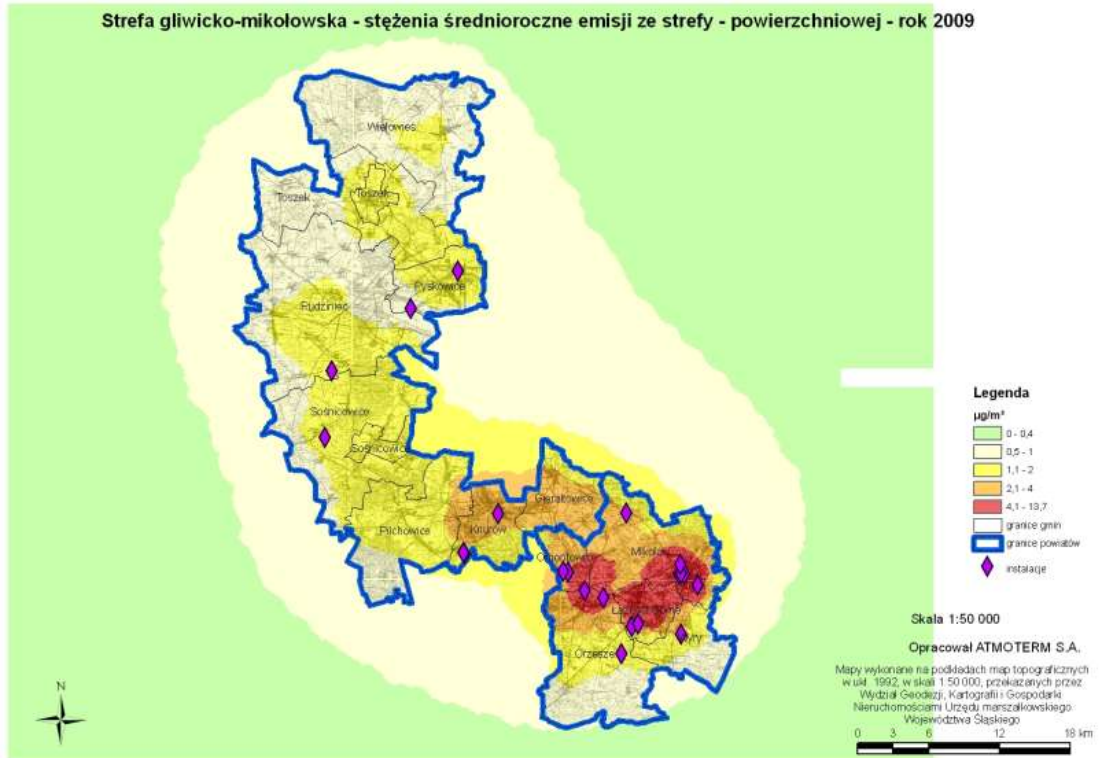 Strefa gliwicko-mikołowska - stężenia średnioroczne emisji ze strefy - powierzchniowej - rok 2009
Wielowieś
Toszek
Toszek
Pyskowice
Rudziniec
Sośnicowice
Sośnicowice
Gierałtowice
Pilchowice
Knurów
Ornontowice
Mikołów
Łaziska Górne
Wyry
Orzesze
N
Legenda
µg/m³
0 - 0,4
0,5 - 1
1,1 - 2
2,1 - 4
4,1 - 13,7
granice gmin
granice powiatów
instalacje
Skala 1:50 000
Opracował ATMOTERM S.A.
Mapy wykonane na podkładach map topograficznych
w ukł. 1992, w skali 1:50 000, przekazanych przez
Wydział Geodezji, Kartografii i Gospodarki
Nieruchomościami Urzędu marszałkowskiego
Województwa Śląskiego
0 3 6 12 18 km